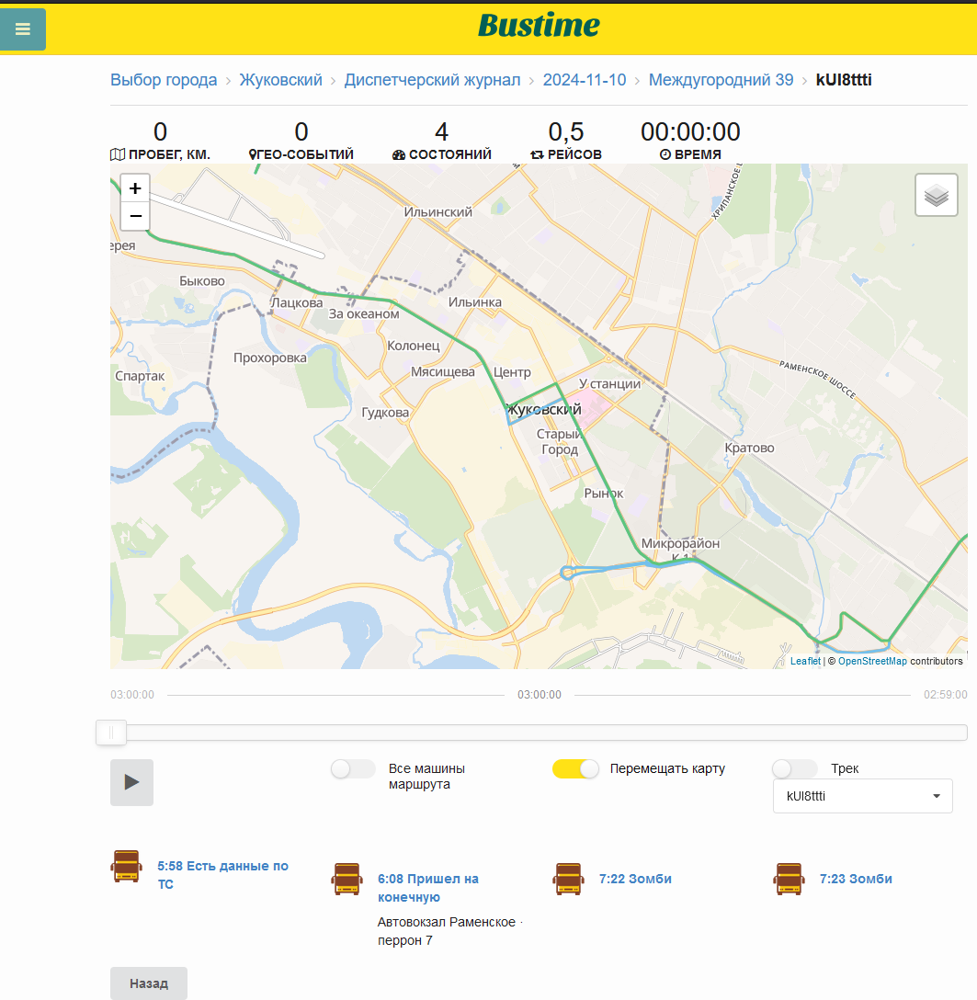 Bustime
Выбор города › Жуковский › Диспетчерский журнал › 2024-11-10 › Междугородний 39 › kUI8ttti
0
ПРОБЕГ, КМ.
0
ГЕО-СОБЫТИЙ
4
СОСТОЯНИЙ
0,5
РЕЙСОВ
00:00:00
ВРЕМЯ
+
−
Ильинский
ХРИПАНСКОЕ
ерея
Быково
Лацкова
За океаном
Ильинка
Прохоровка
Колонец
Мясищева
Центр
Спартак
У станции
РАМЕНСКОЕ ШОССЕ
Гудкова
Жуковский
Старый
Город
Кратово
Рынок
Микрорайон
К-1
Leaflet | © OpenStreetMap contributors
03:00:00
03:00:00
02:59:00
Все машины
маршрута
Перемещать карту
Трек
kUI8ttti
5:58 Есть данные по
ТС
6:08 Пришел на
конечную
Автовокзал Раменское ·
перрон 7
7:22 Зомби
7:23 Зомби
Назад